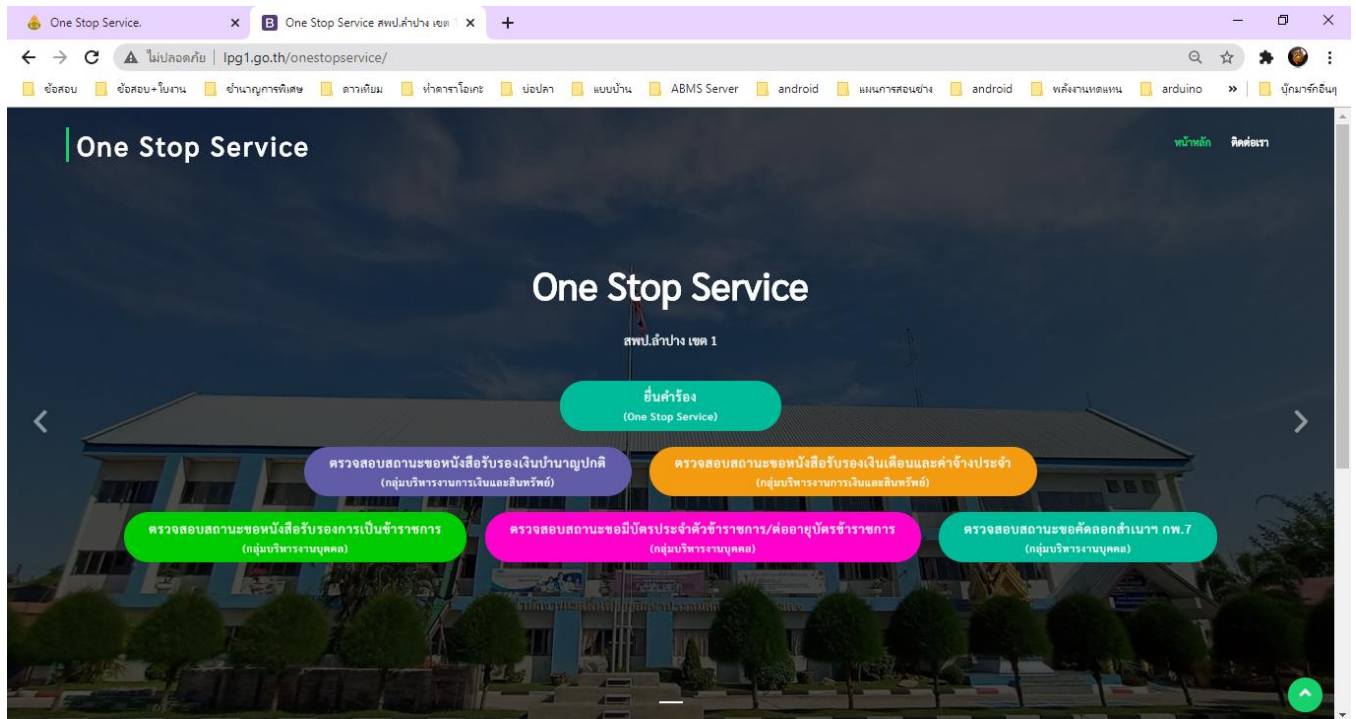 One Stop Service.
One Stop Service สพป.ลำปาง เขต 1
ไม่ปลอดภัย | lpg1.go.th/onestopservice/
ข้อสอบ ข้อสอบ+ใบงาน ชำนาญการพิเศษ ดาวเทียม ทำคาราโอเกะ บ่อปลา แบบบ้าน ABMS Server android แผนการสอนช่าง android พลังงานทดแทน arduino » บุ๊กมาร์กอื่นๆ
One Stop Service
หน้าหลัก ติดต่อเรา
One Stop Service
สพป.ลำปาง เขต 1
ยื่นคำร้อง
(One Stop Service)
ตรวจสอบสถานะขอหนังสือรับรองเงินบำนาญปกติ
(กลุ่มบริหารงานการเงินและสินทรัพย์)
ตรวจสอบสถานะขอหนังสือรับรองเงินเดือนและค่าจ้างประจำ
(กลุ่มบริหารงานการเงินและสินทรัพย์)
ตรวจสอบสถานะขอหนังสือรับรองการเป็นข้าราชการ
(กลุ่มบริหารงานบุคคล)
ตรวจสอบสถานะขอมีบัตรประจำตัวข้าราชการ/ต่ออายุบัตรข้าราชการ
(กลุ่มบริหารงานบุคคล)
ตรวจสอบสถานะขอคัดลอกสำเนาฯ กพ.7
(กลุ่มบริหารงานบุคคล)